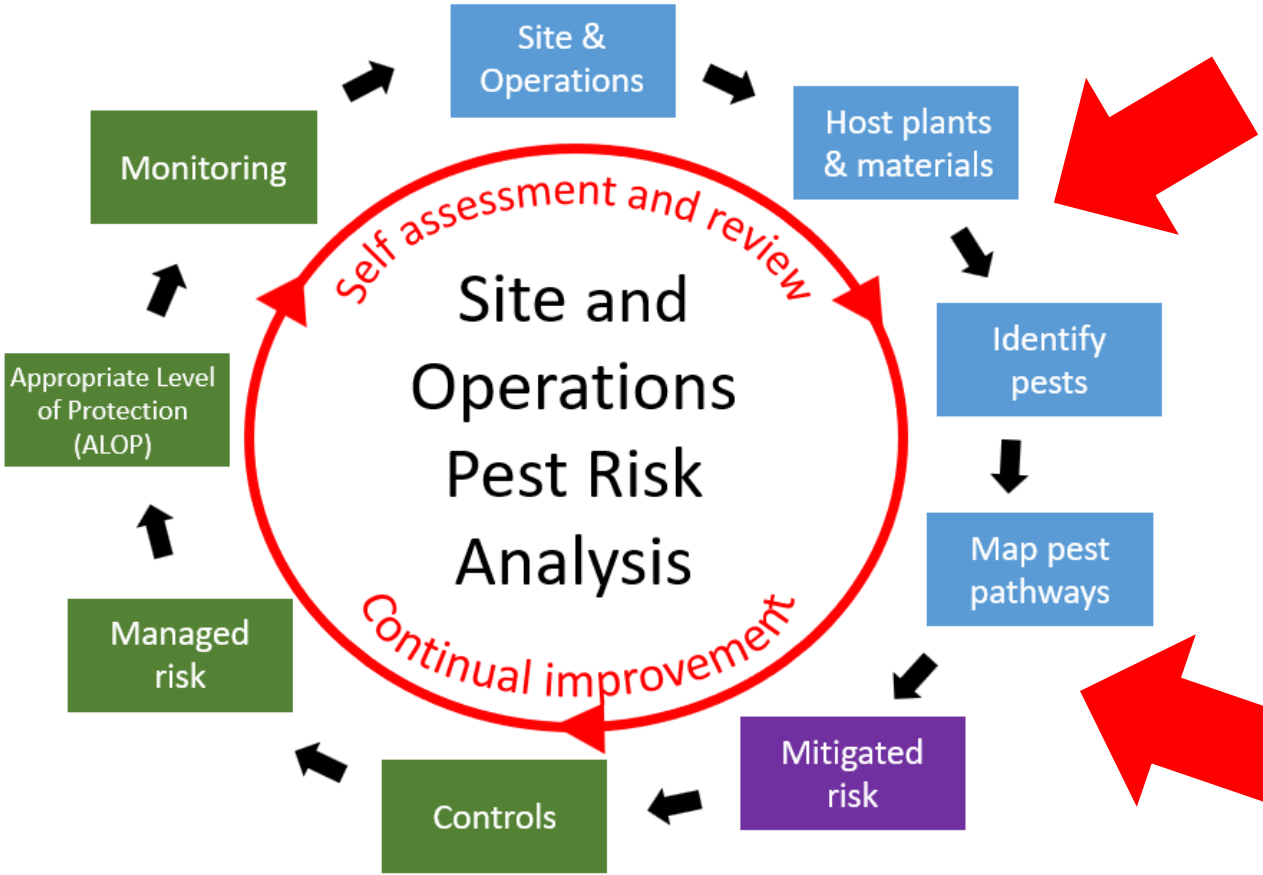 Site &
Operations
Host plants
& materials
Identify
pests
Map pest
pathways
Mitigated
risk
Controls
Managed
risk
Appropriate Level
of Protection
(ALOP)
Monitoring
Self assessment and review
Site and
Operations
Pest Risk
Analysis
Continual improvement